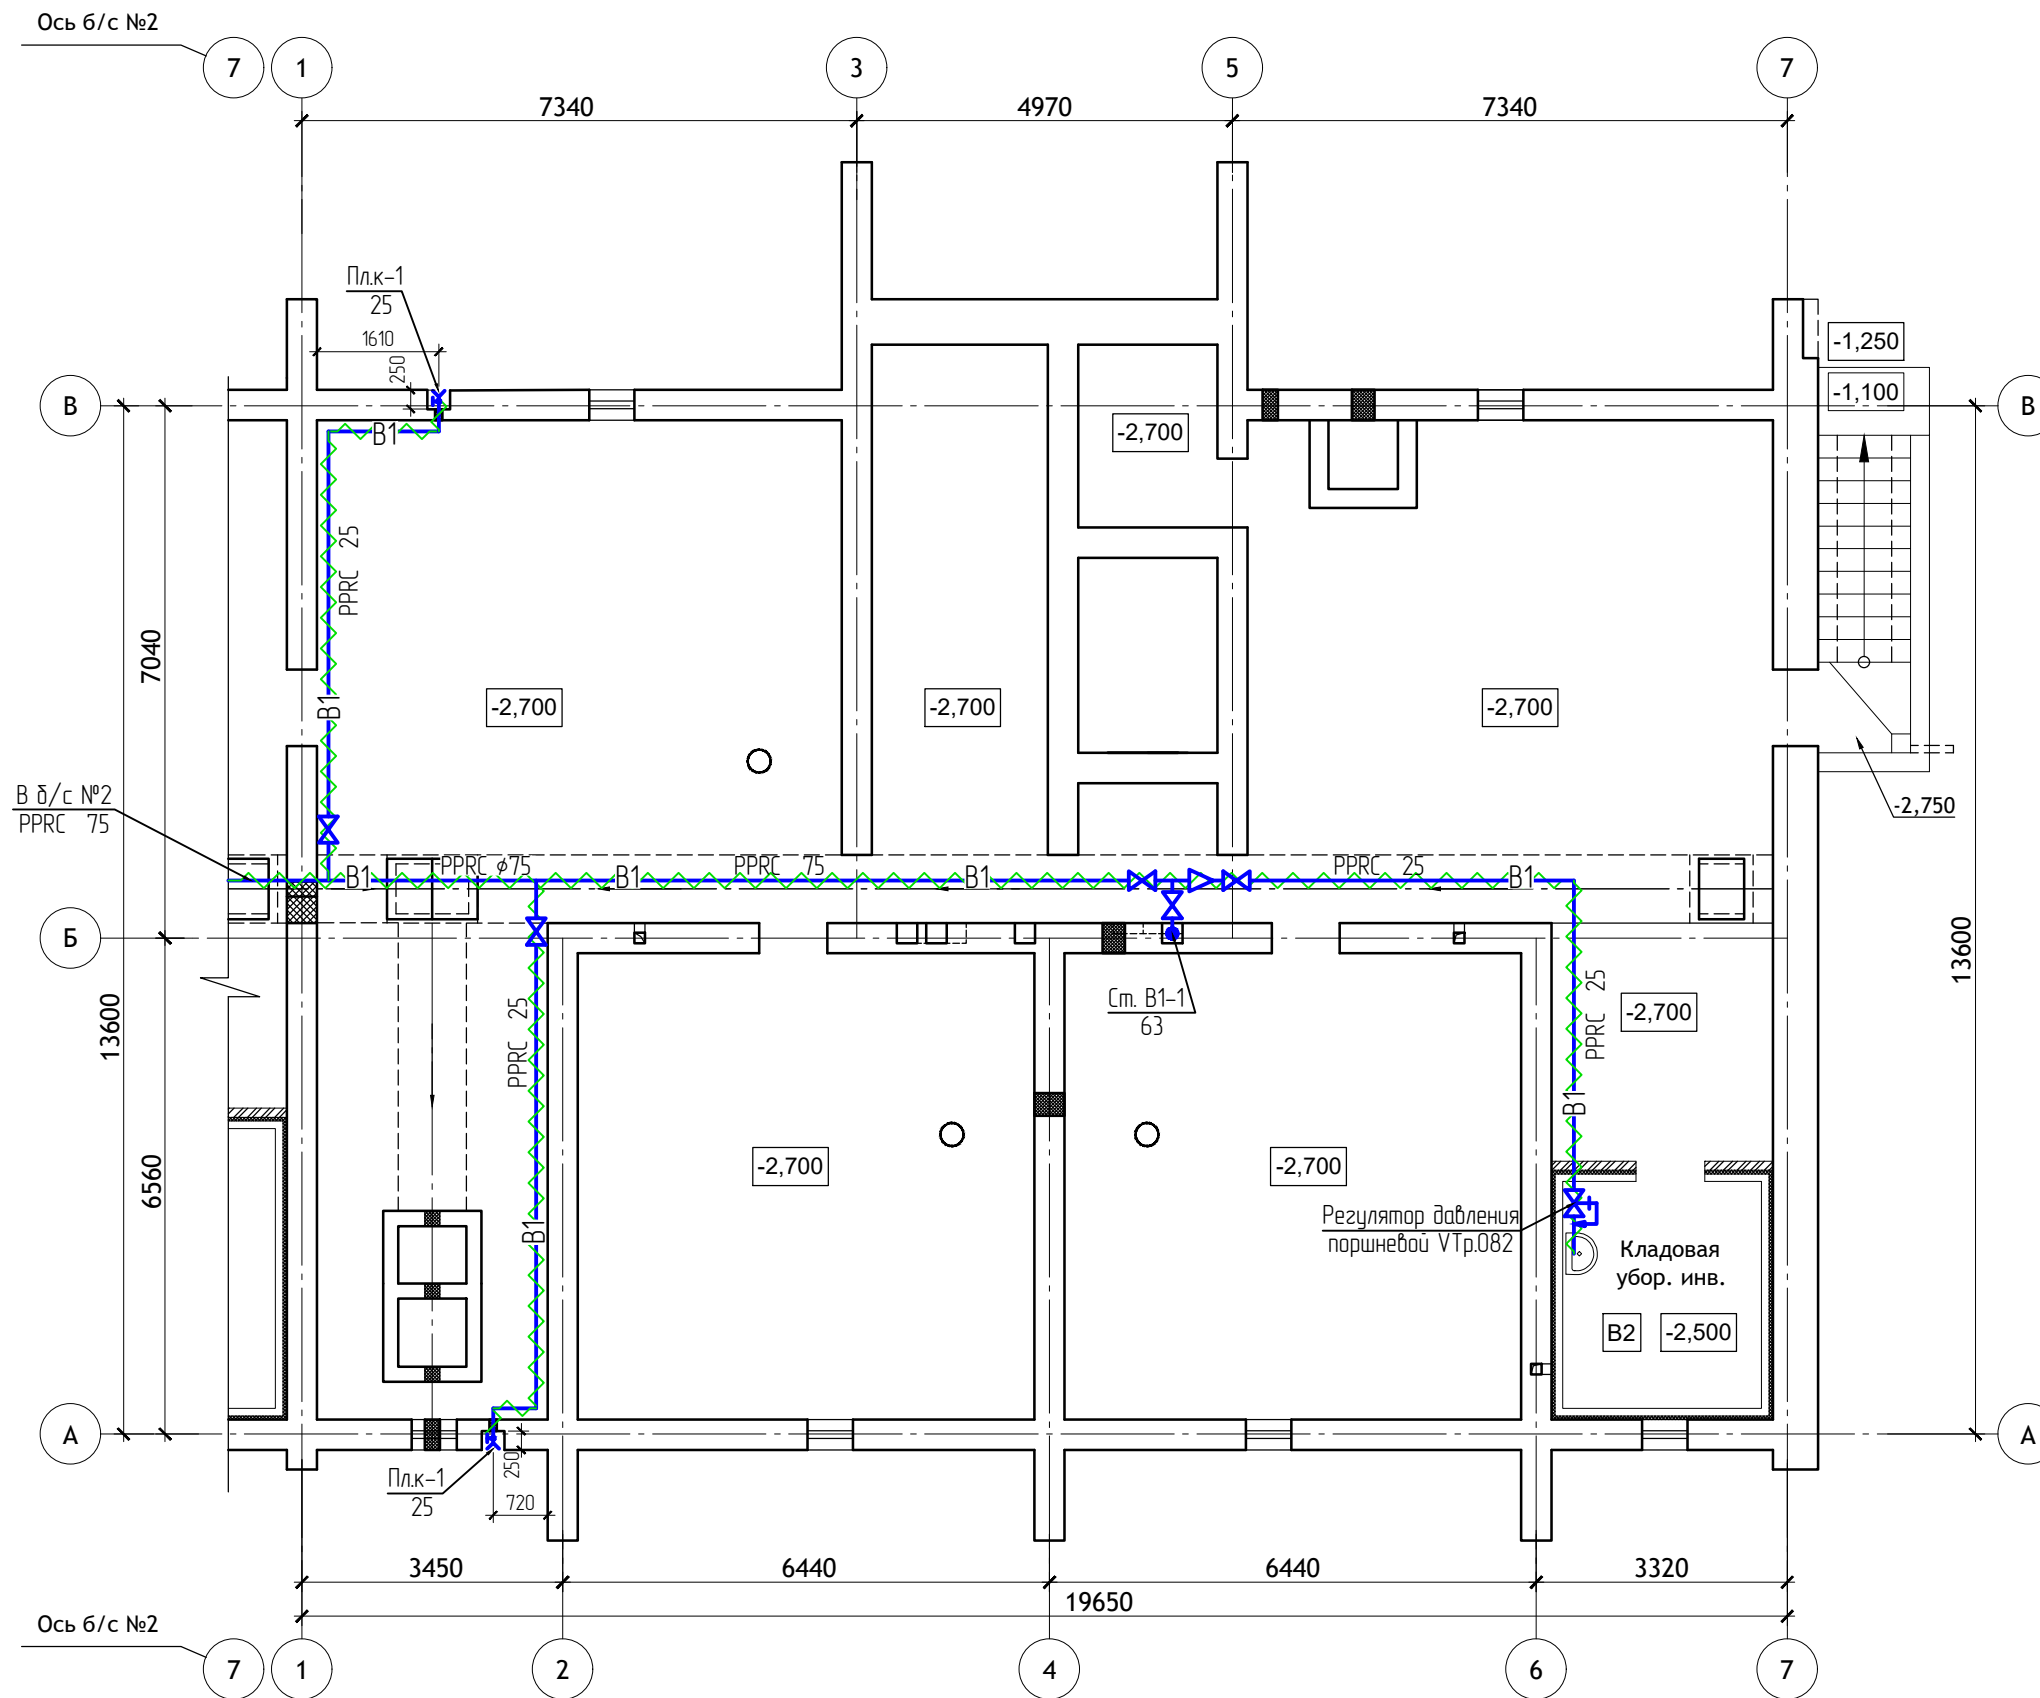 Ось б/с №2
7
1
3
5
7
7340
4970
7340
Пл.к-1
25
1610
250
-1,250
-1,100
В
В
В1
-2,700
PPRC 25
7040
В1
-2,700
-2,700
-2,700
В б/с №2
PPRC 75
-2,750
В1
PPRC ϕ75
В1
PPRC 75
В1
PPRC 25
В1
Б
13600
13600
6560
PPRC 25
Ст. В1-1
63
PPRC 25
-2,700
В1
-2,700
-2,700
В1
Регулятор давления
поршневой VTp.082
Кладовая
убор. инв.
В2
-2,500
А
А
Пл.к-1
25
250
720
3450
6440
6440
3320
19650
Ось б/с №2
7
1
2
4
6
7